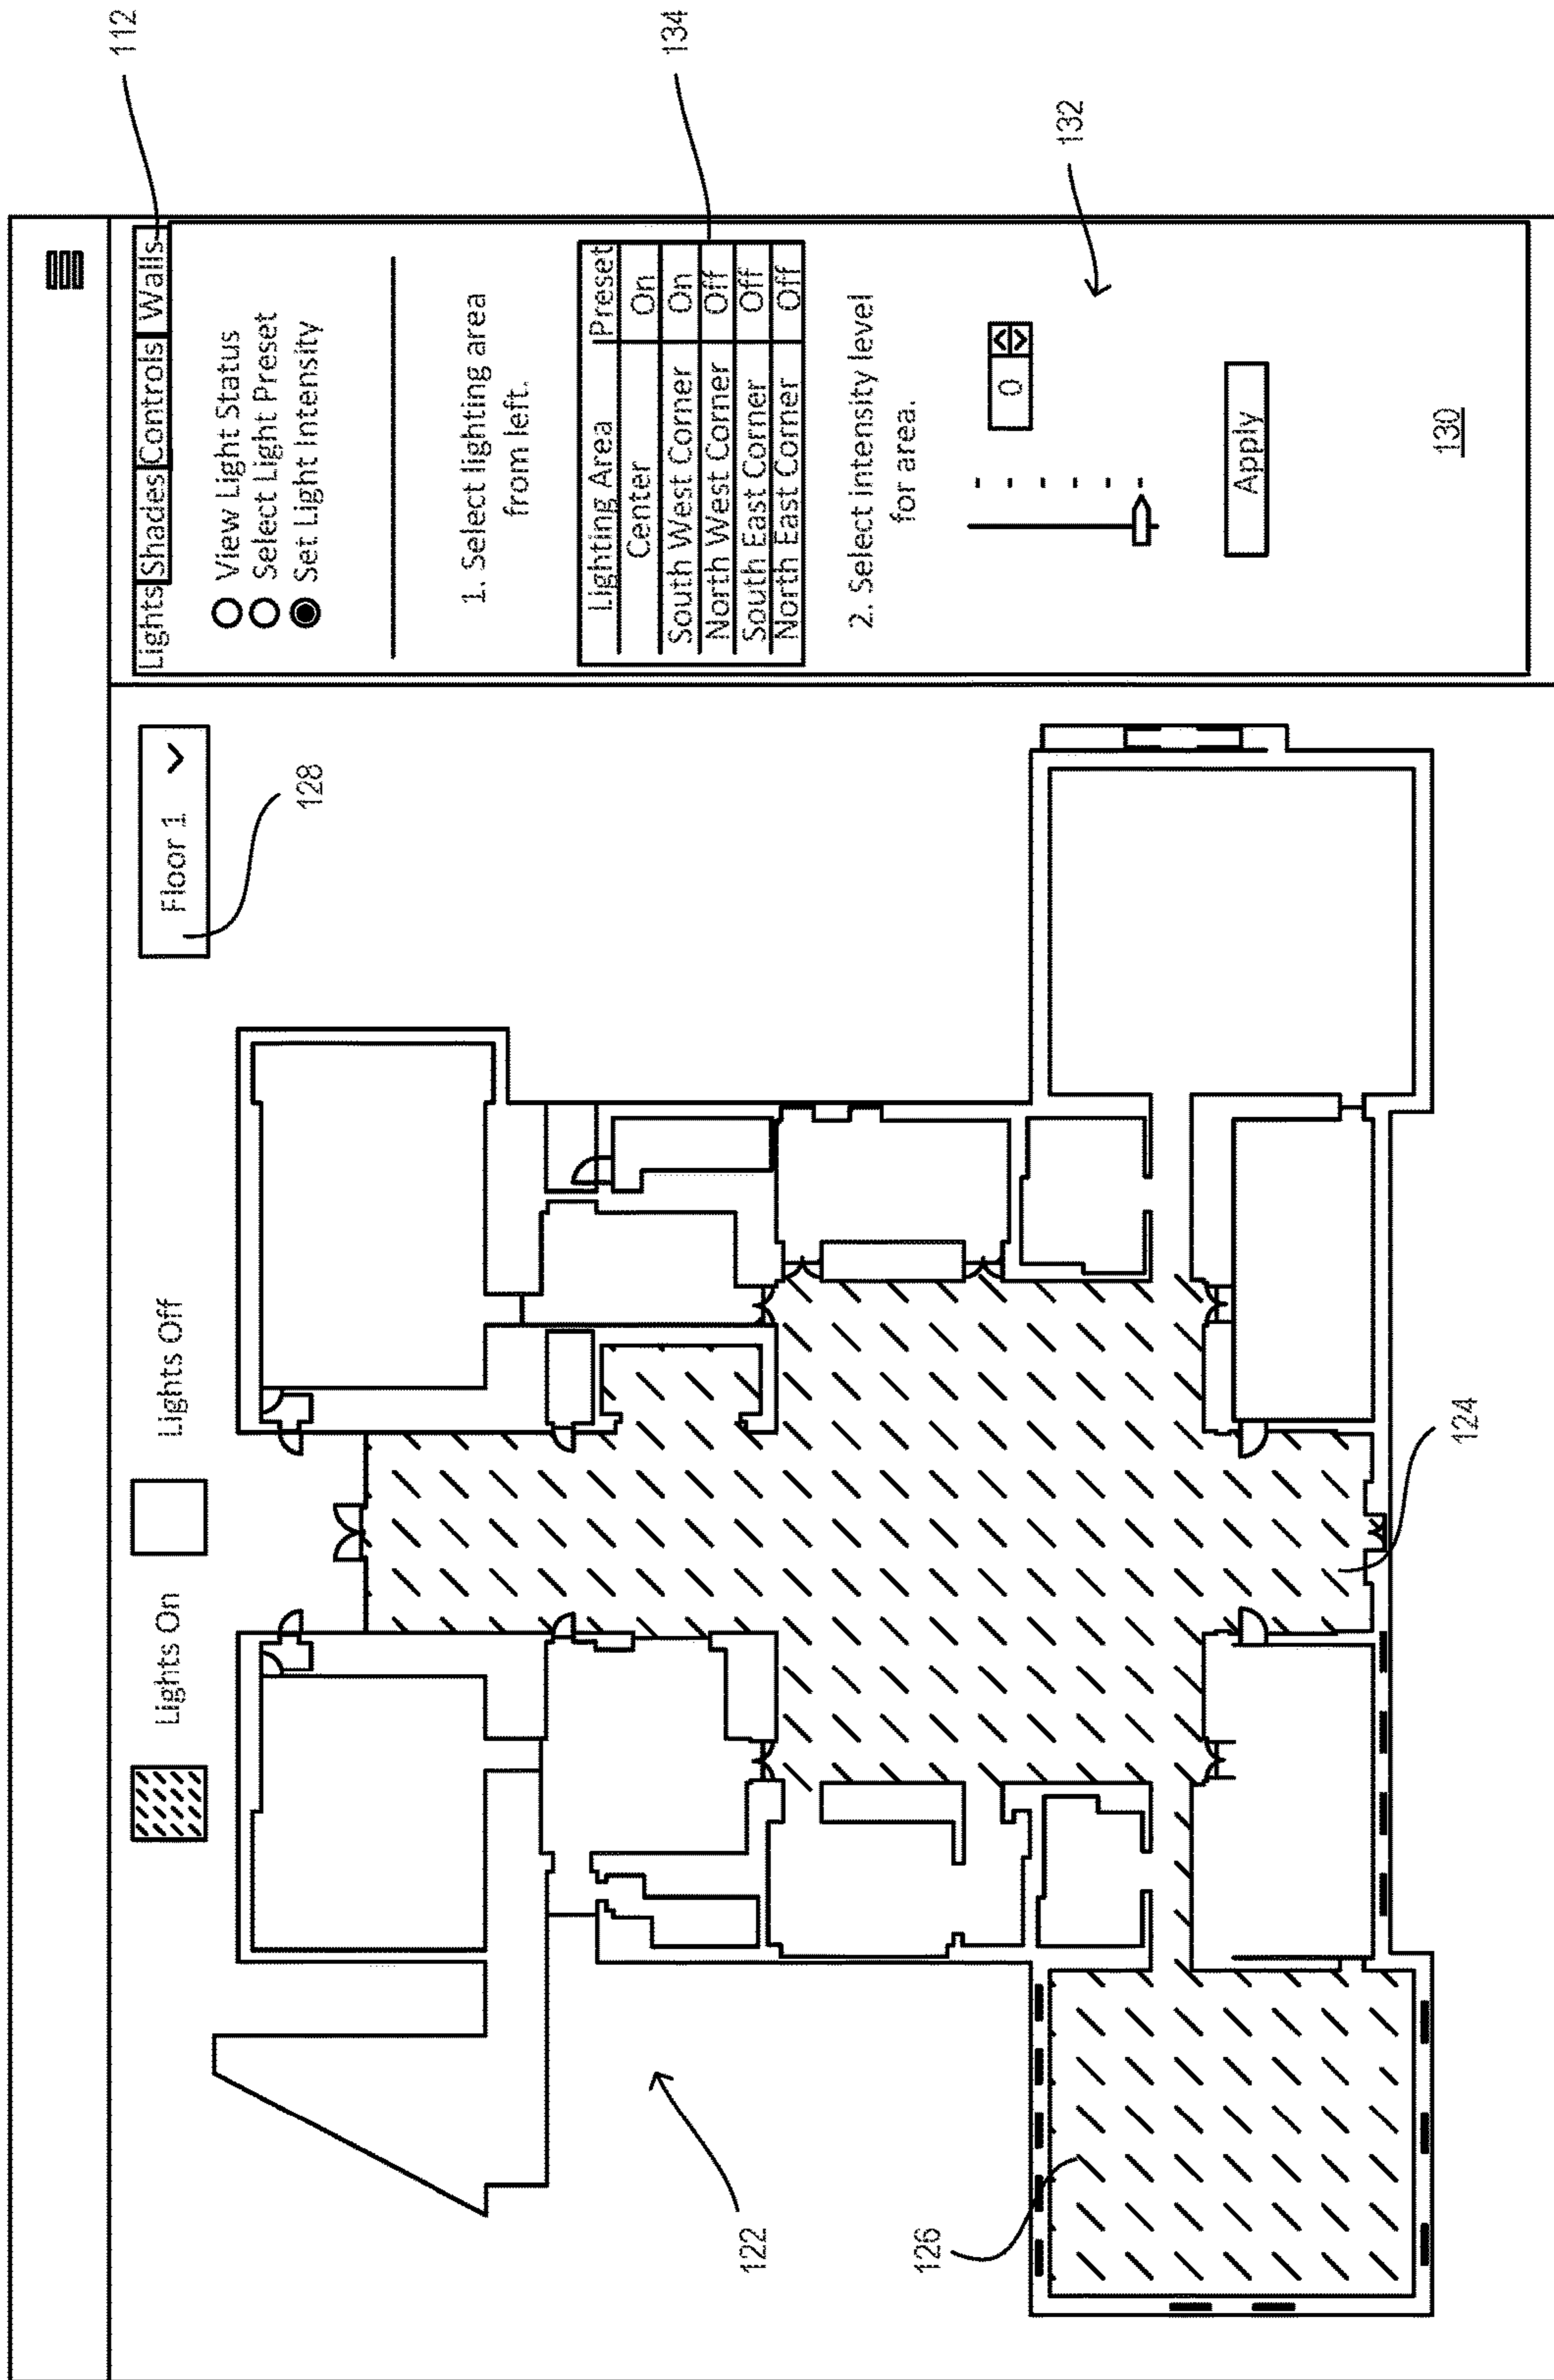 Lights On
Lights Off
Floor 1
128
122
126
124
Lights Shades Controls Walls
112
View Light Status
Select Light Preset
Set Light Intensity
1. Select lighting area
from left.
Lighting Area Preset
Center On
South West Corner On
North West Corner Off
South East Corner Off
North East Corner Off
134
2. Select intensity level
for area.
0
132
Apply
130